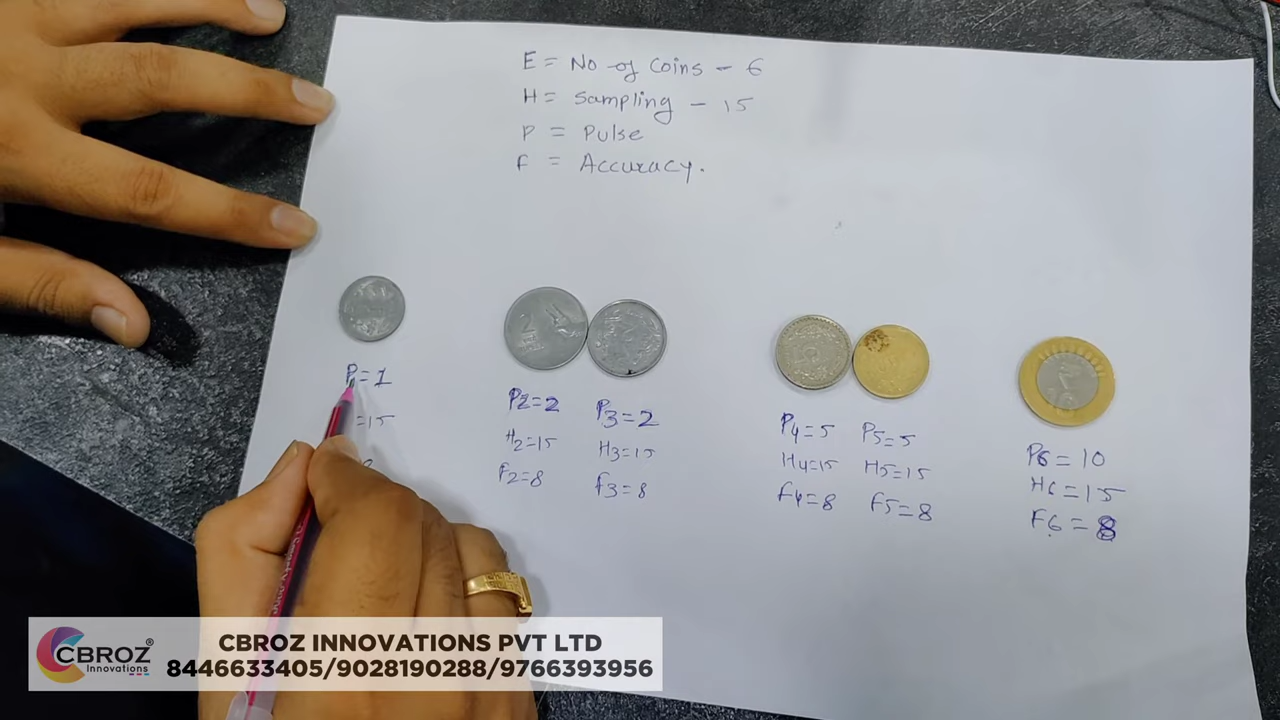 E = No of Coins - 6
H = Sampling - 15
P = Pulse
F = Accuracy.
P = 1
= 15
P2 = 2
H2 = 15
F2 = 8
P3 = 2
H3 = 15
F3 = 8
P4 = 5
H4 = 15
F4 = 8
P5 = 5
H5 = 15
F5 = 8
P6 = 10
H6 = 15
F6 = 8
CBROZ®
Innovations
CBROZ INNOVATIONS PVT LTD
8446633405/9028190288/9766393956